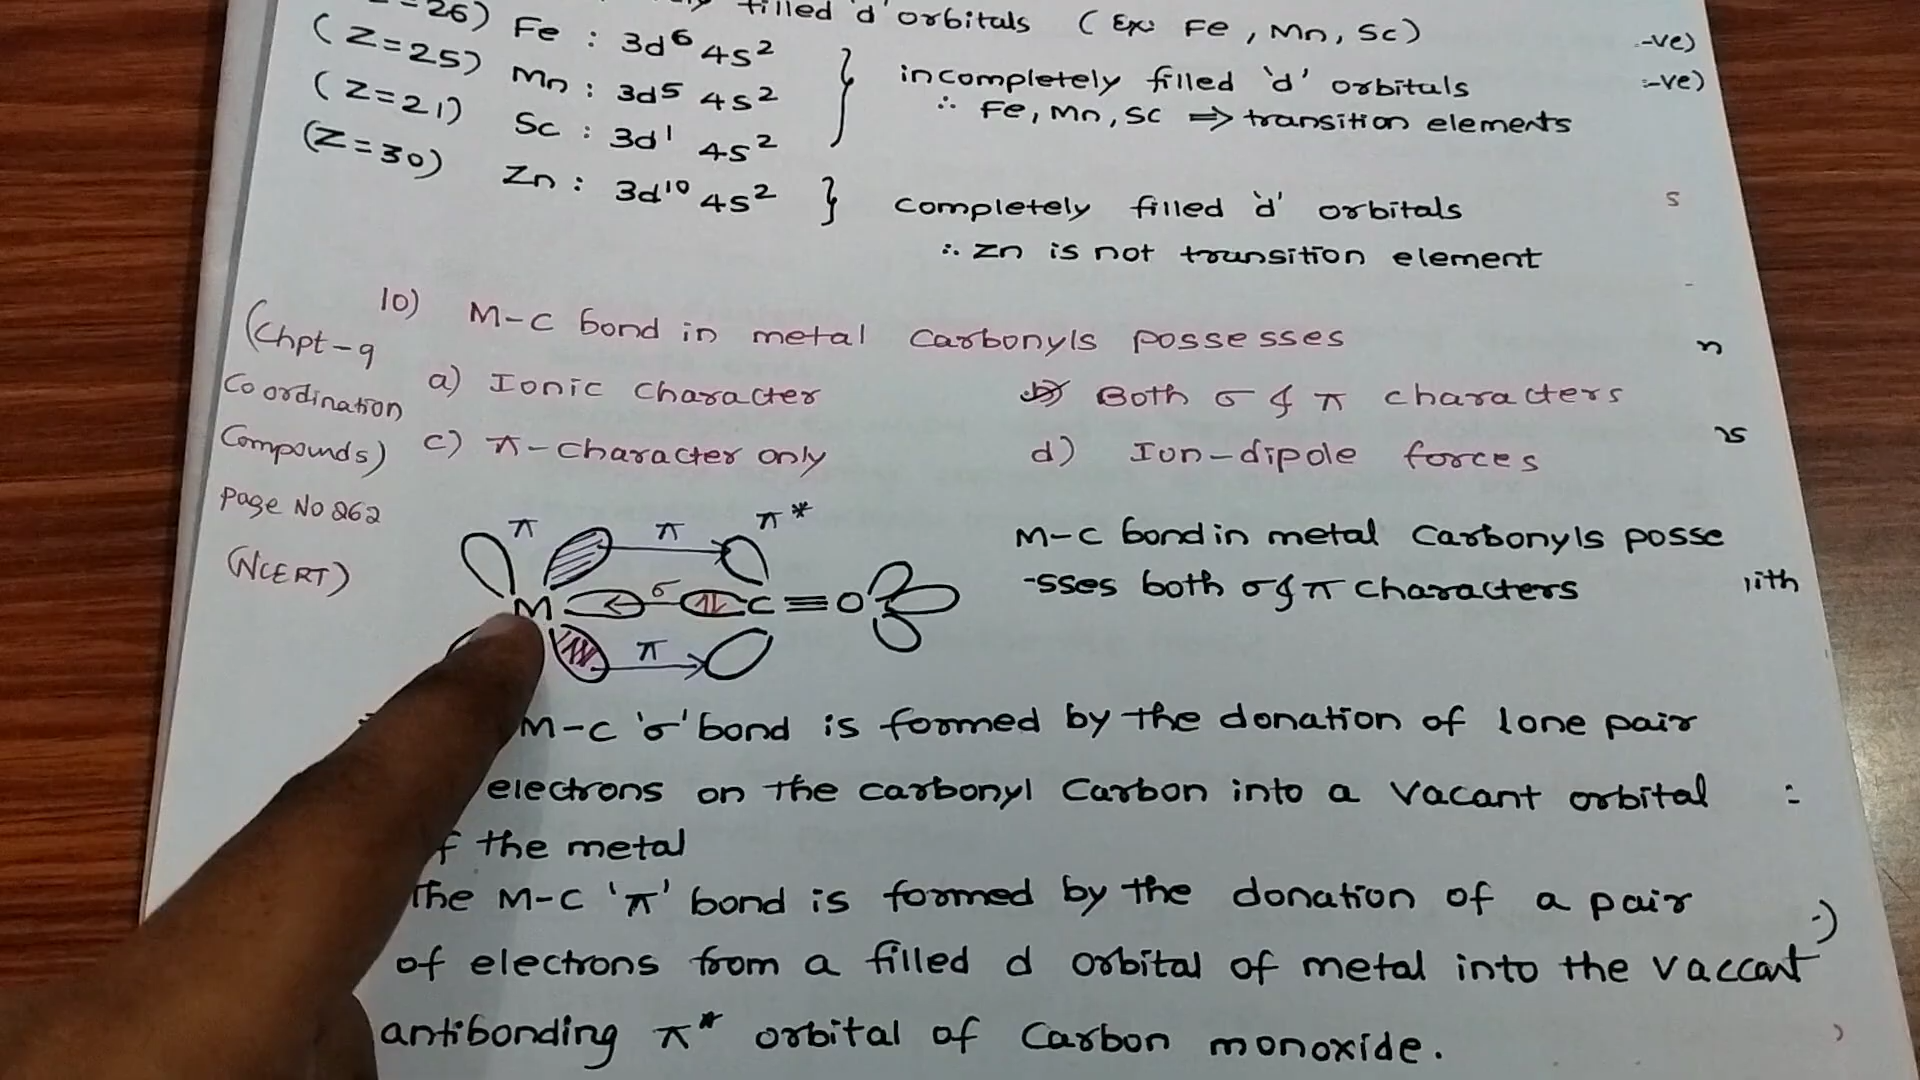 =26) Fe : 3d⁶ 4s²
filled 'd' orbitals (Ex: Fe, Mn, Sc)
(Z=25) Mn : 3d⁵ 4s²
(Z=21) Sc : 3d¹ 4s²
} incompletely filled 'd' orbitals
∴ Fe, Mn, Sc ⇒ transition elements
(Z=30) Zn : 3d¹⁰ 4s² } completely filled 'd' orbitals
∴ Zn is not transition element
-ve)
-ve)
10) M-C bond in metal Carbonyls possesses
(Chpt-9
Coordination
Compounds)
Page No 262
(NCERT)
a) Ionic Character
b) Both σ & π characters
c) π-Character only
d) Ion-dipole forces
π π π*
M σ C≡O
π
M-C bond in metal Carbonyls posse
-sses both σ & π Characters
M-C 'σ' bond is formed by the donation of lone pair
electrons on the carbonyl Carbon into a vacant orbital
f the metal
The M-C 'π' bond is formed by the donation of a pair
of electrons from a filled d orbital of metal into the vaccant
antibonding π* orbital of Carbon monoxide.